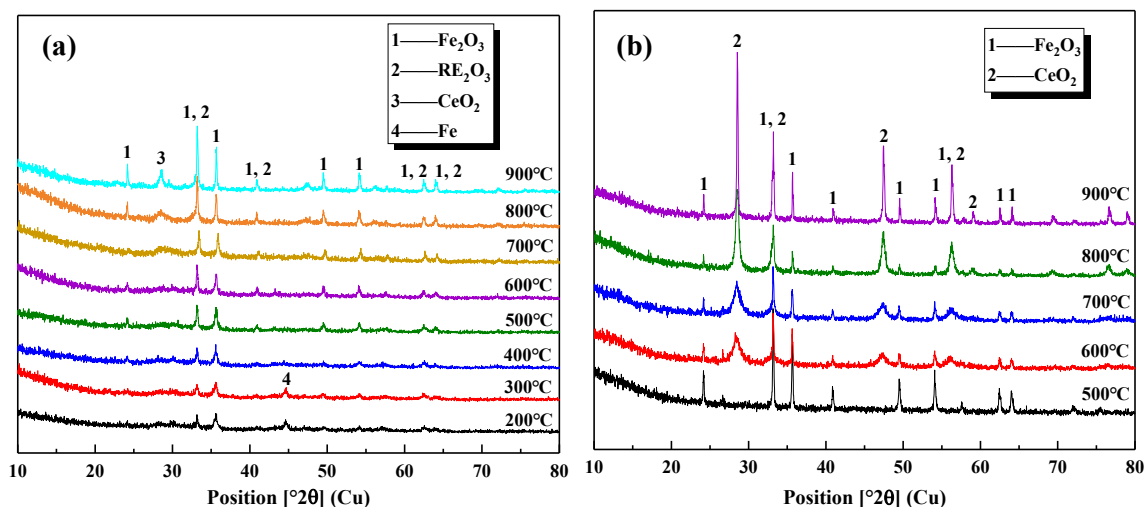 (a)
1——Fe₂O₃
2——RE₂O₃
3——CeO₂
4——Fe
1 3 1, 2 1 1, 2 1 1 1, 2 1, 2
900°C
800°C
700°C
600°C
500°C
400°C
4
300°C
200°C
10 20 30 40 50 60 70 80
Position [°2θ] (Cu)
(b)
1——Fe₂O₃
2——CeO₂
2
1, 2
1
1
1
2
1
1
1, 2
2
1 1
900°C
800°C
700°C
600°C
500°C
10 20 30 40 50 60 70 80
Position [°2θ] (Cu)